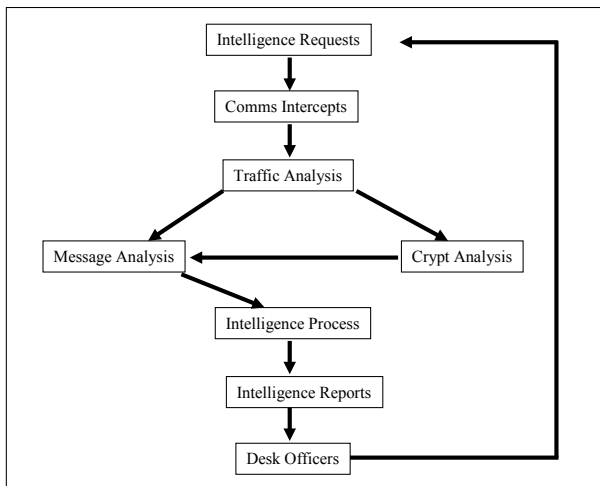 Intelligence Requests
Comms Intercepts
Traffic Analysis
Message Analysis
Crypt Analysis
Intelligence Process
Intelligence Reports
Desk Officers